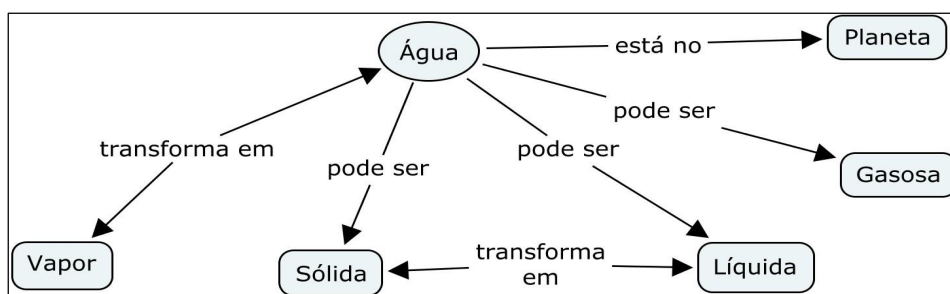 Água
está no
Planeta
pode ser
Gasosa
transforma em
pode ser
pode ser
Vapor
Sólida
transforma
em
Líquida